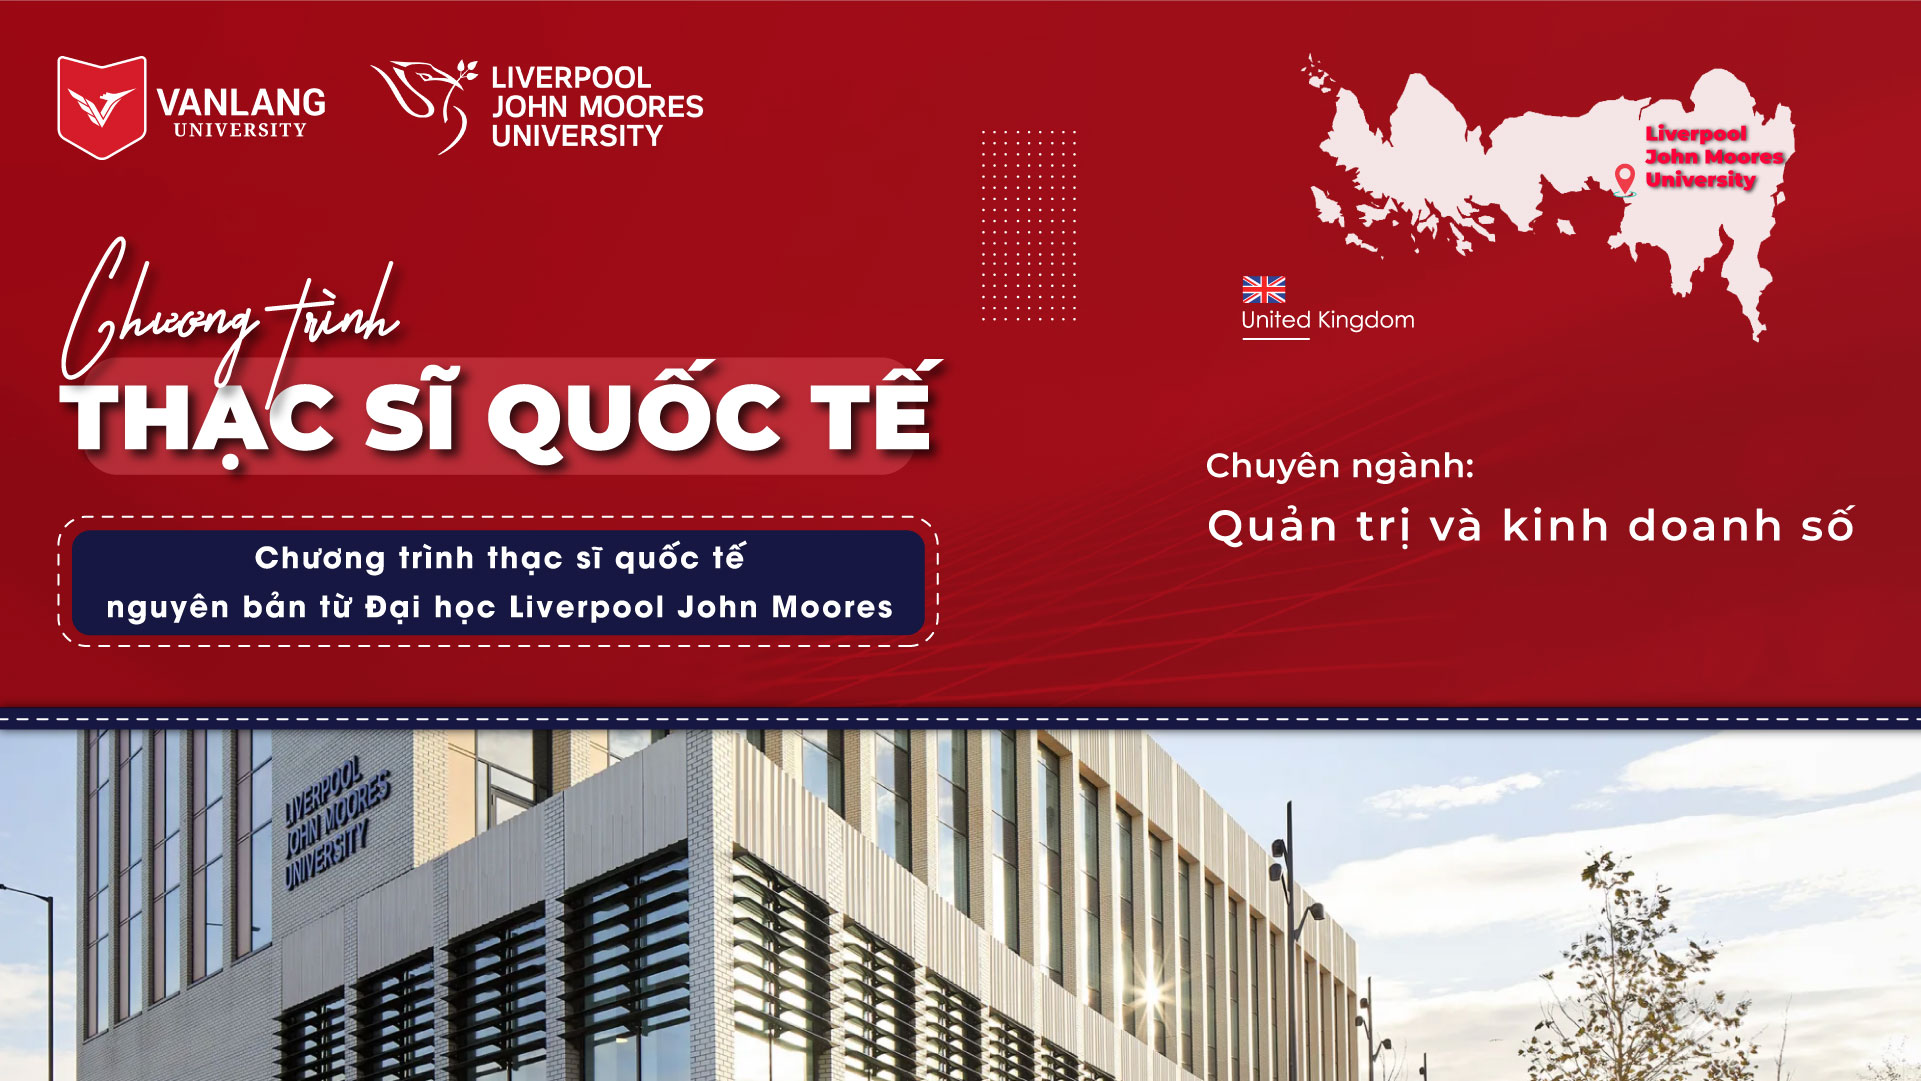 VANLANG
UNIVERSITY
LIVERPOOL
JOHN MOORES
UNIVERSITY
Liverpool
John Moores
University
United Kingdom
Chương trình
THẠC SĨ QUỐC TẾ
Chương trình thạc sĩ quốc tế
nguyên bản từ Đại học Liverpool John Moores
Chuyên ngành:
Quản trị và kinh doanh số
LIVERPOOL
JOHN MOORES
UNIVERSITY